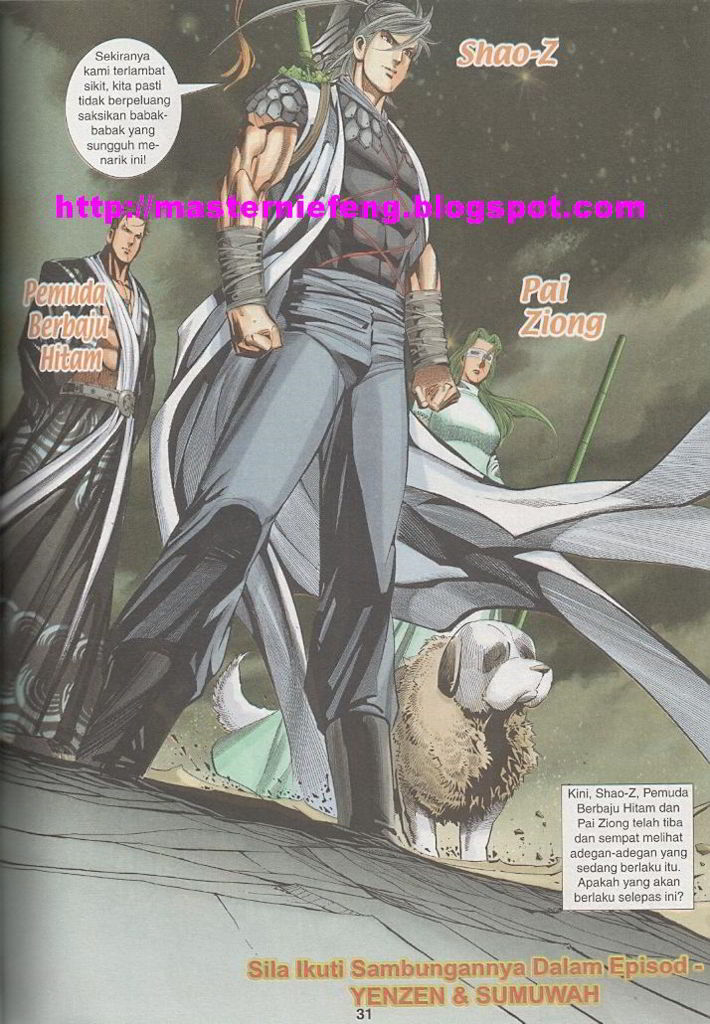 Shao-Z
Sekiranya
kami terlambat
sikit, kita pasti
tidak berpeluang
saksikan babak-
babak yang
sungguh me-
narik ini!
http://masterniefeng.blogspot.com
Pemuda
Berbaju
Hitam
Pai
Ziong
Kini, Shao-Z, Pemuda
Berbaju Hitam dan
Pai Ziong telah tiba
dan sempat melihat
adegan-adegan yang
sedang berlaku itu.
Apakah yang akan
berlaku selepas ini?
Sila Ikuti Sambungannya Dalam Episod -
YENZEN & SUMUWAH
31